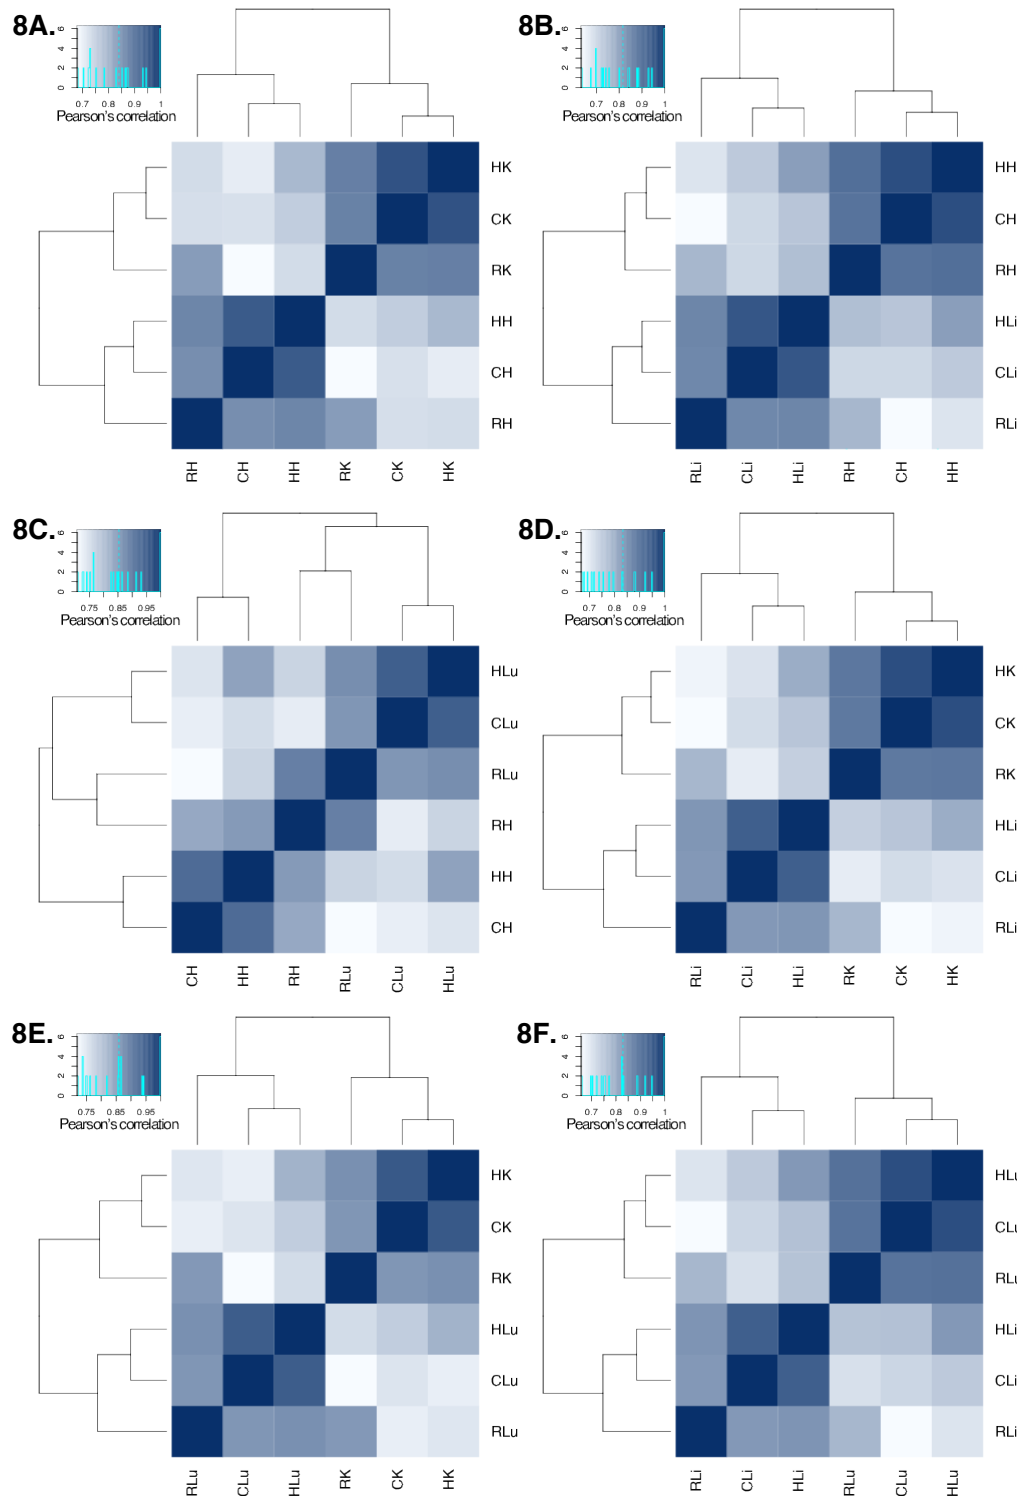 8A.
0 2 4 6
0.7 0.8 0.9 1
Pearson's correlation
HK
CK
RK
HH
CH
RH
RH CH HH RK CK HK
8B.
0 2 4 6
0.7 0.8 0.9 1
Pearson's correlation
HH
CH
RH
HLi
CLi
RLi
RLi CLi HLi RH CH HH
8C.
0 2 4 6
0.75 0.85 0.95
Pearson's correlation
HLu
CLu
RLu
RH
HH
CH
CH HH RH RLu CLu HLu
8D.
0 2 4 6
0.7 0.8 0.9 1
Pearson's correlation
HK
CK
RK
HLi
CLi
RLi
RLi CLi HLi RK CK HK
8E.
0 2 4 6
0.75 0.85 0.95
Pearson's correlation
HK
CK
RK
HLu
CLu
RLu
RLu CLu HLu RK CK HK
8F.
0 2 4 6
0.7 0.8 0.9 1
Pearson's correlation
HLu
CLu
RLu
HLi
CLi
RLi
RLi CLi HLi RLu CLu HLu